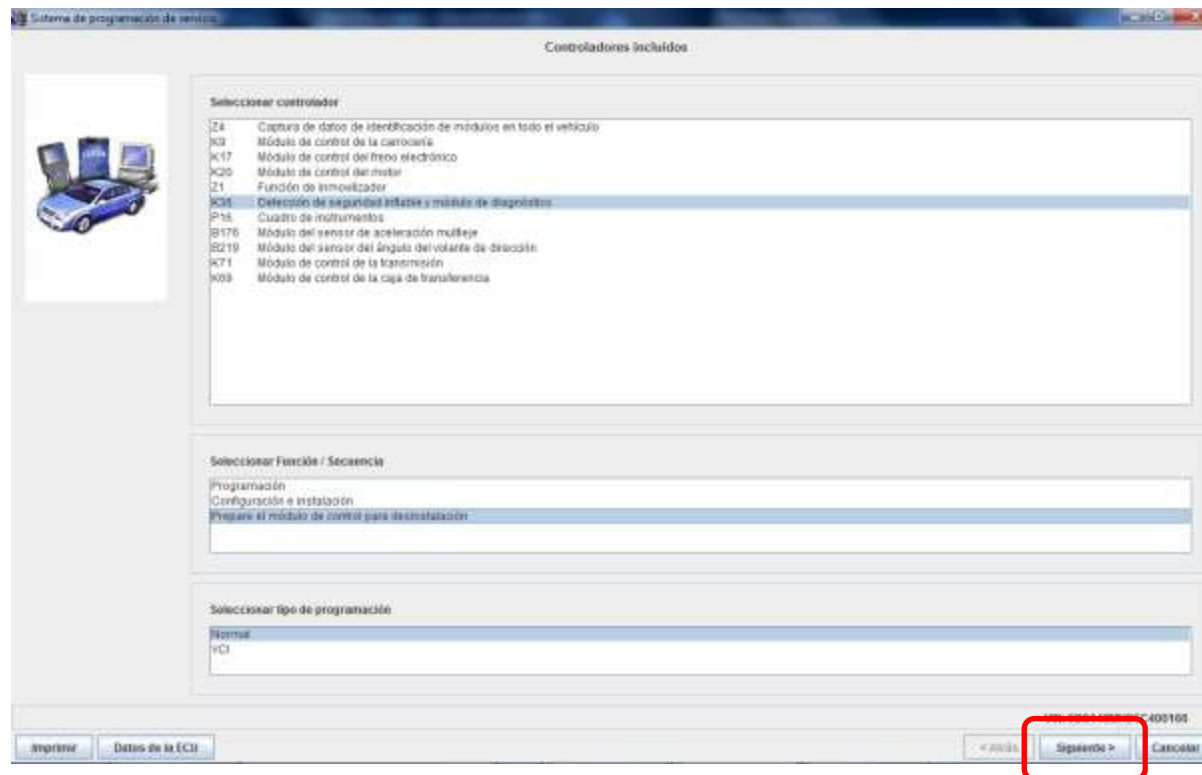 Sistema de programación de servicio
Controladores incluidos
Seleccionar controlador
Z4 Captura de datos de identificación de módulos en todo el vehículo
K9 Módulo de control de la carrocería
K17 Módulo de control del freno electrónico
K20 Módulo de control del motor
Z1 Función de inmovilizador
K36 Detección de seguridad inflable y módulo de diagnóstico
P16 Cuadro de instrumentos
B176 Módulo del sensor de aceleración multieje
B219 Módulo del sensor del ángulo del volante de dirección
K71 Módulo de control de la transmisión
K69 Módulo de control de la caja de transferencia
Seleccionar Función / Secuencia
Programación
Configuración e instalación
Prepare el módulo de control para desinstalación
Seleccionar tipo de programación
Normal
VCI
400168
Imprimir Datos de la ECU < Atrás Siguiente > Cancelar